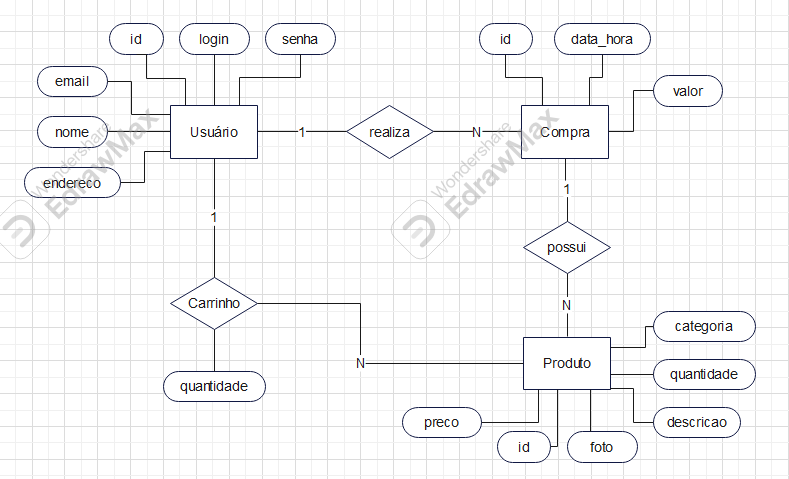 id
login
senha
id
data_hora
email
valor
nome
Usuário
1
realiza
N
Compra
endereco
Wondershare
EdrawMax
Wondershare
EdrawMax
1
1
possui
Carrinho
N
categoria
N
Produto
quantidade
quantidade
preco
descricao
id
foto